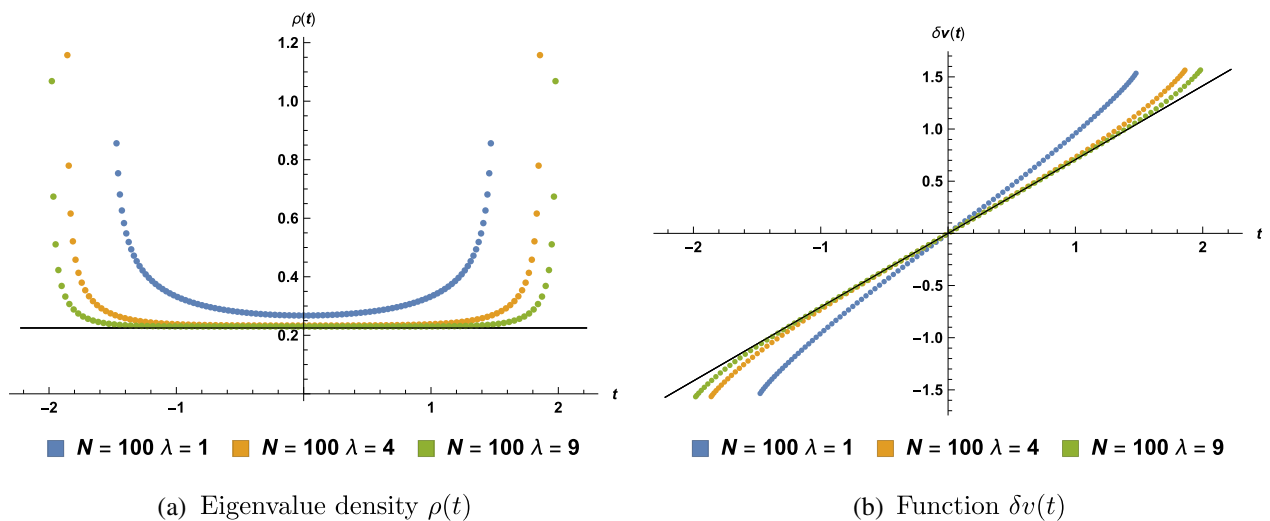 ρ(t)
1.2
1.0
0.8
0.6
0.4
0.2
−2 −1 1 2 t
N = 100 λ = 1 N = 100 λ = 4 N = 100 λ = 9
(a) Eigenvalue density ρ(t)
δv(t)
1.5
1.0
0.5
−2 −1 1 2 t
−0.5
−1.0
−1.5
N = 100 λ = 1 N = 100 λ = 4 N = 100 λ = 9
(b) Function δv(t)